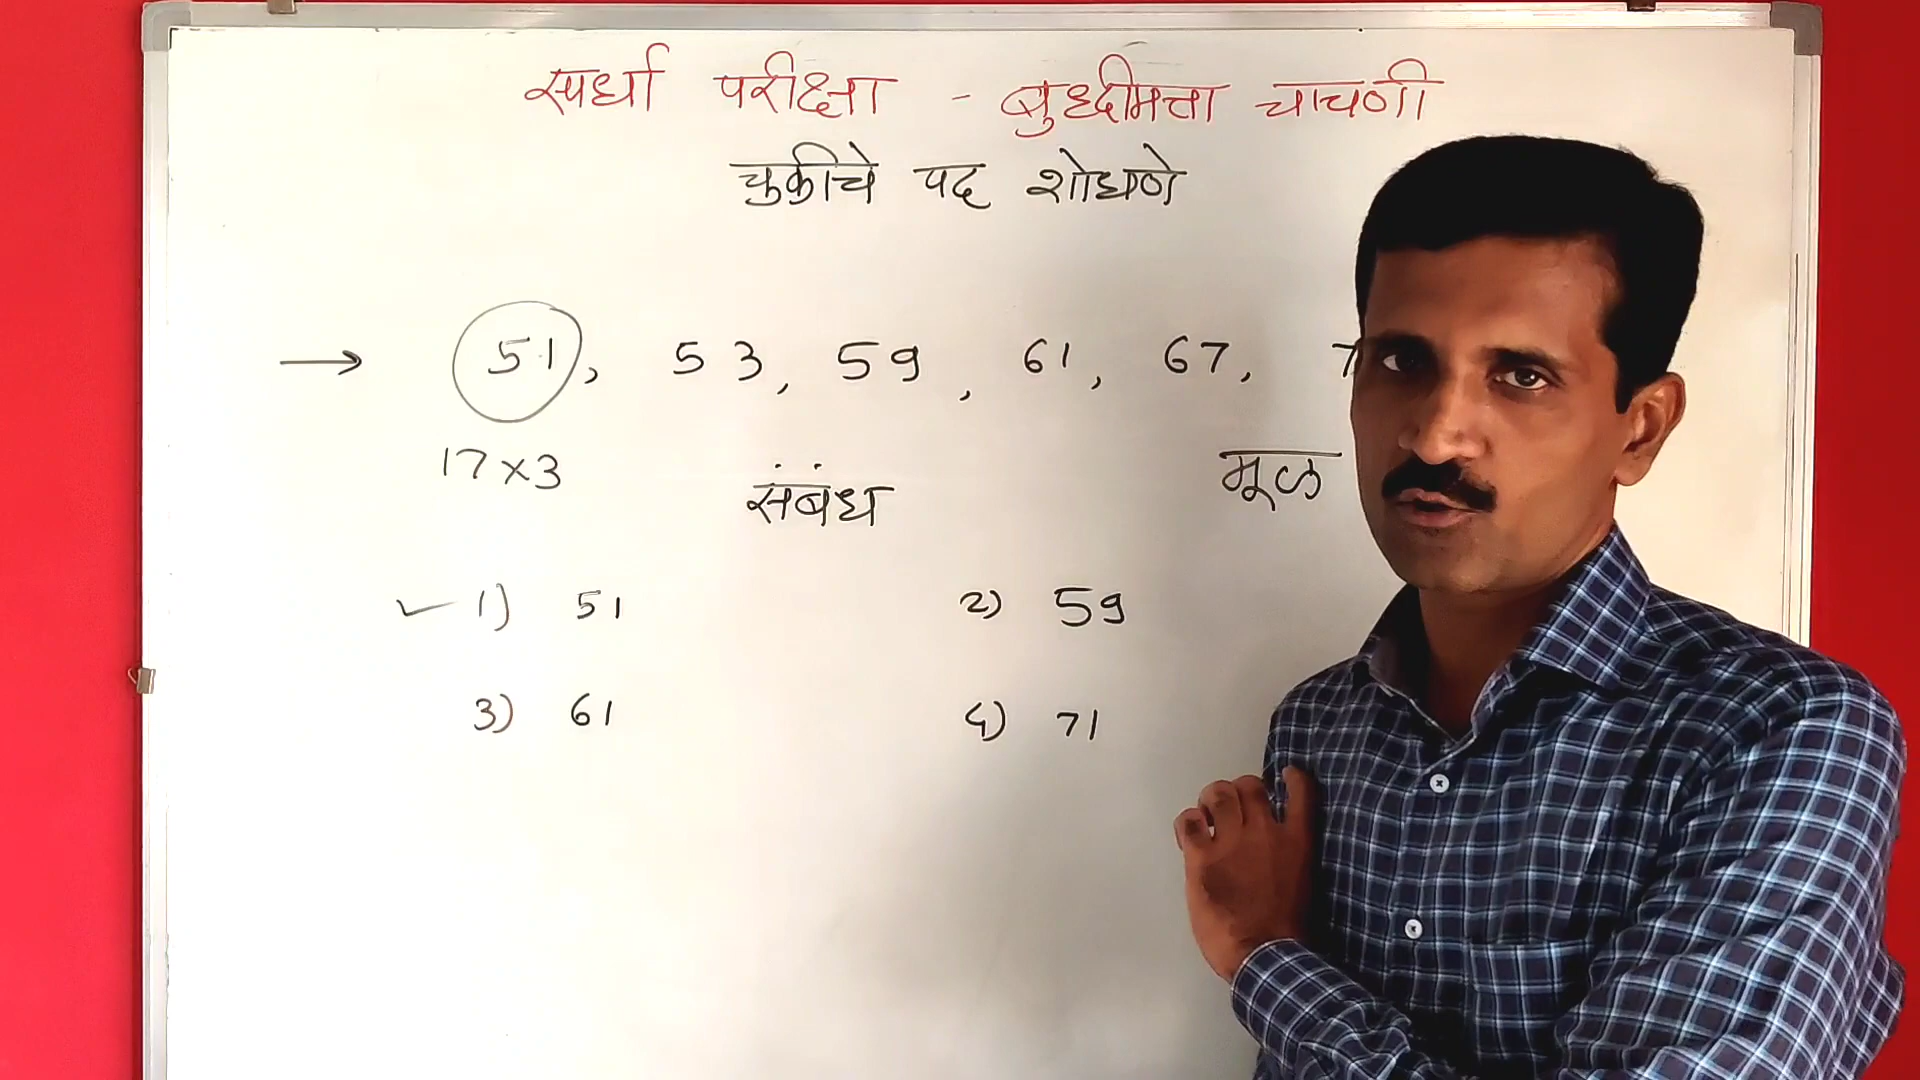 स्पर्धा परीक्षा - बुध्दीमत्ता चाचणी
चुकीचे पद शोधणे
→ 51, 53, 59, 61, 67, 7
17×3 संबंध मूळ
✓ 1) 51 2) 59
3) 61 4) 71